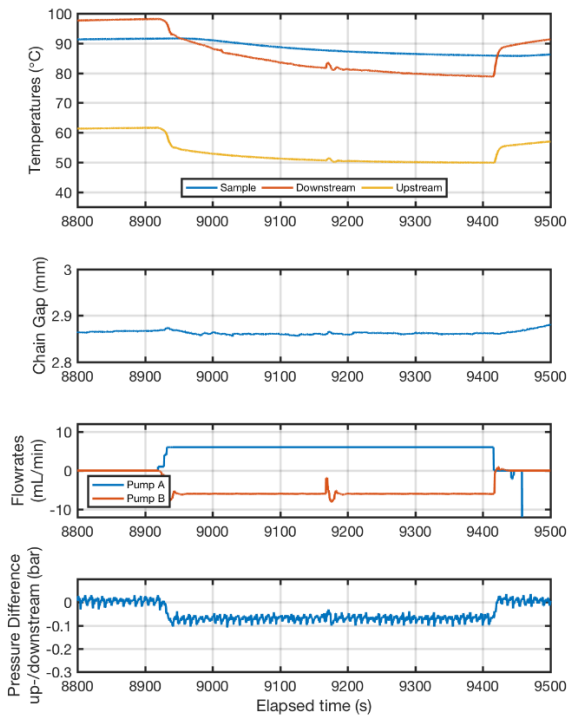 100
90
80
70
60
50
40
Temperatures (°C)
Sample Downstream Upstream
8800 8900 9000 9100 9200 9300 9400 9500
3
2.9
2.8
Chain Gap (mm)
8800 8900 9000 9100 9200 9300 9400 9500
10
0
-10
Flowrates
(mL/min)
Pump A
Pump B
8800 8900 9000 9100 9200 9300 9400 9500
0
-0.1
-0.2
-0.3
Pressure Difference
up-/downstream (bar)
8800 8900 9000 9100 9200 9300 9400 9500
Elapsed time (s)